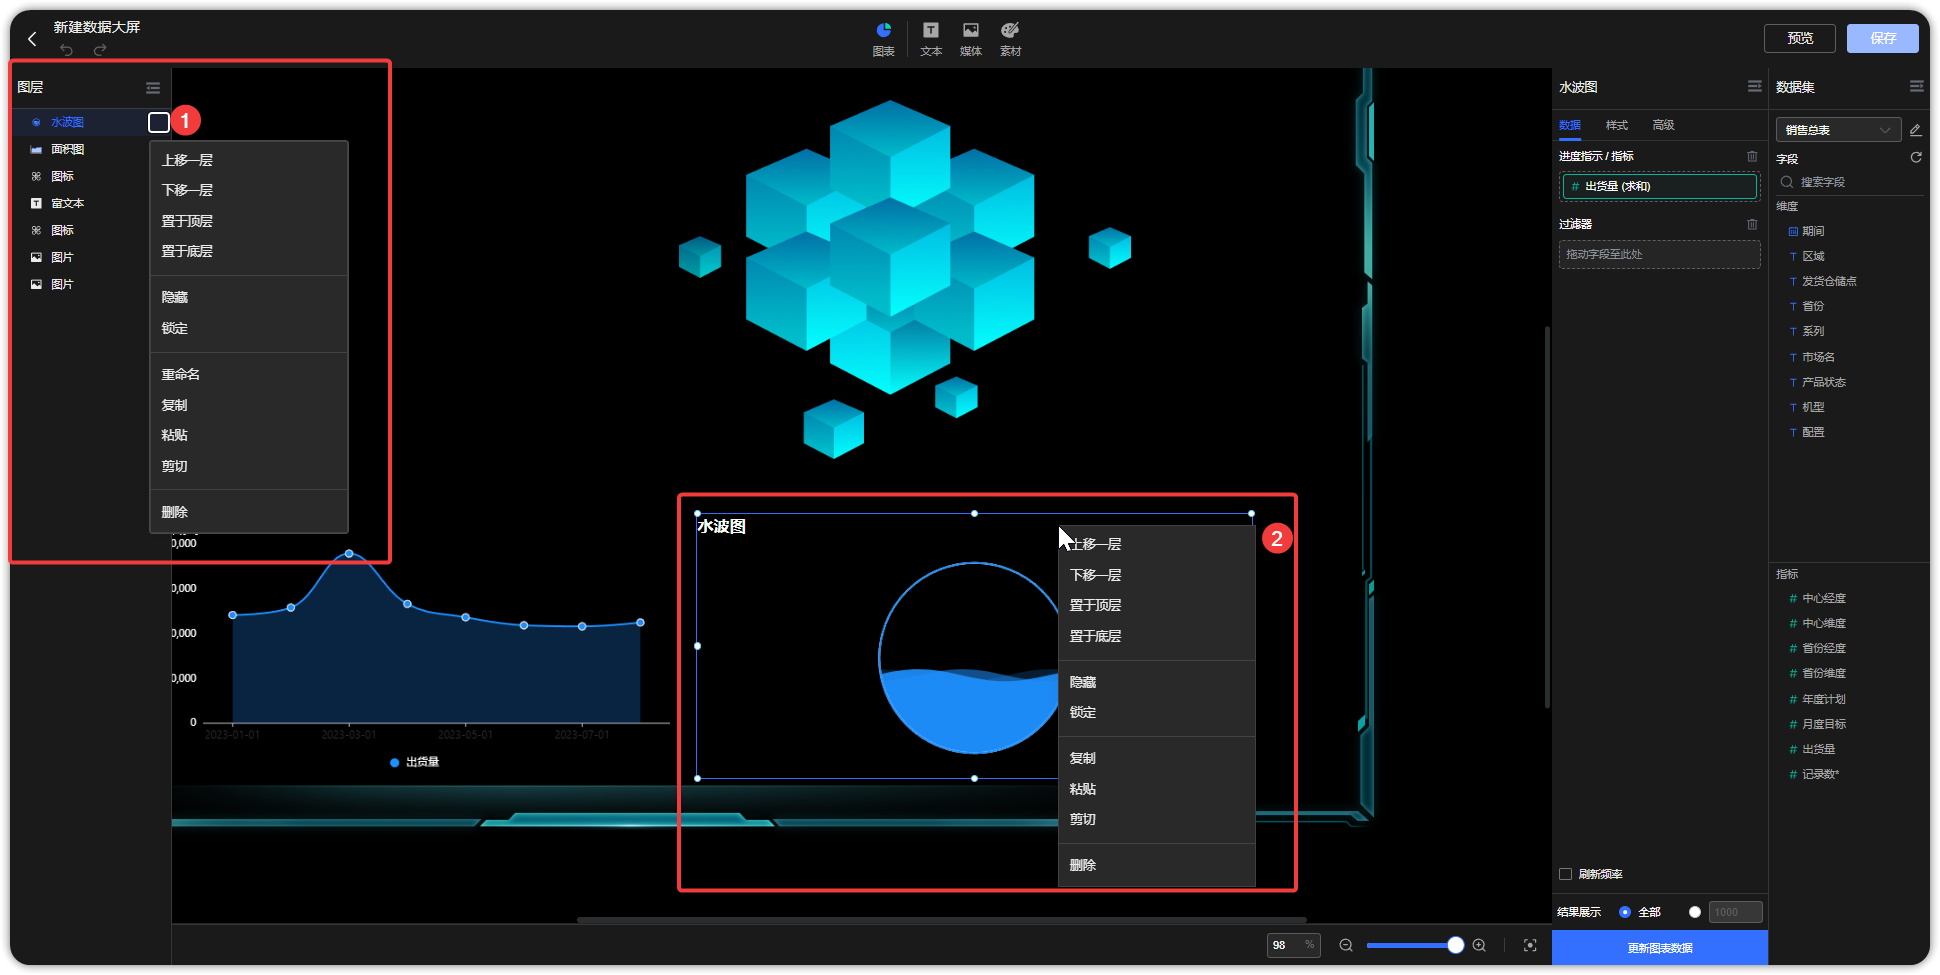 新建数据大屏
图表
文本
媒体
素材
预览
保存
图层
水波图
1
面积图
图标
富文本
图标
图片
图片
上移一层
下移一层
置于顶层
置于底层
隐藏
锁定
重命名
复制
粘贴
剪切
删除
0,000
0,000
0,000
0,000
0
2023-01-01
2023-03-01
2023-05-01
2023-07-01
出货量
水波图
2
上移一层
下移一层
置于顶层
置于底层
隐藏
锁定
复制
粘贴
剪切
删除
98 %
水波图
数据 样式 高级
进度指示 / 指标
# 出货量 (求和)
过滤器
拖动字段至此处
刷新频率
结果展示 全部 1000
更新图表数据
数据集
销售总表
字段
搜索字段
维度
期间
T 区域
T 发货仓储点
T 省份
T 系列
T 市场名
T 产品状态
T 机型
T 配置
指标
# 中心经度
# 中心维度
# 省份经度
# 省份维度
# 年度计划
# 月度目标
# 出货量
# 记录数*